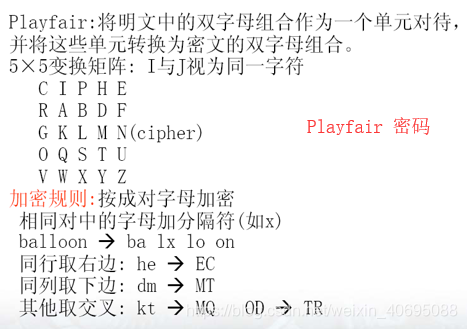 Playfair:将明文中的双字母组合作为一个单元对待,
并将这些单元转换为密文的双字母组合。
5×5变换矩阵: I与J视为同一字符
C I P H E
R A B D F
G K L M N(cipher)
Playfair 密码
O Q S T U
V W X Y Z
加密规则:按成对字母加密
相同对中的字母加分隔符(如x)
balloon → ba lx lo on
同行取右边: he → EC
同列取下边: dm → MT
其他取交叉: kt → MQ OD → TR
https://blog.csdn.net/weixin_40695088